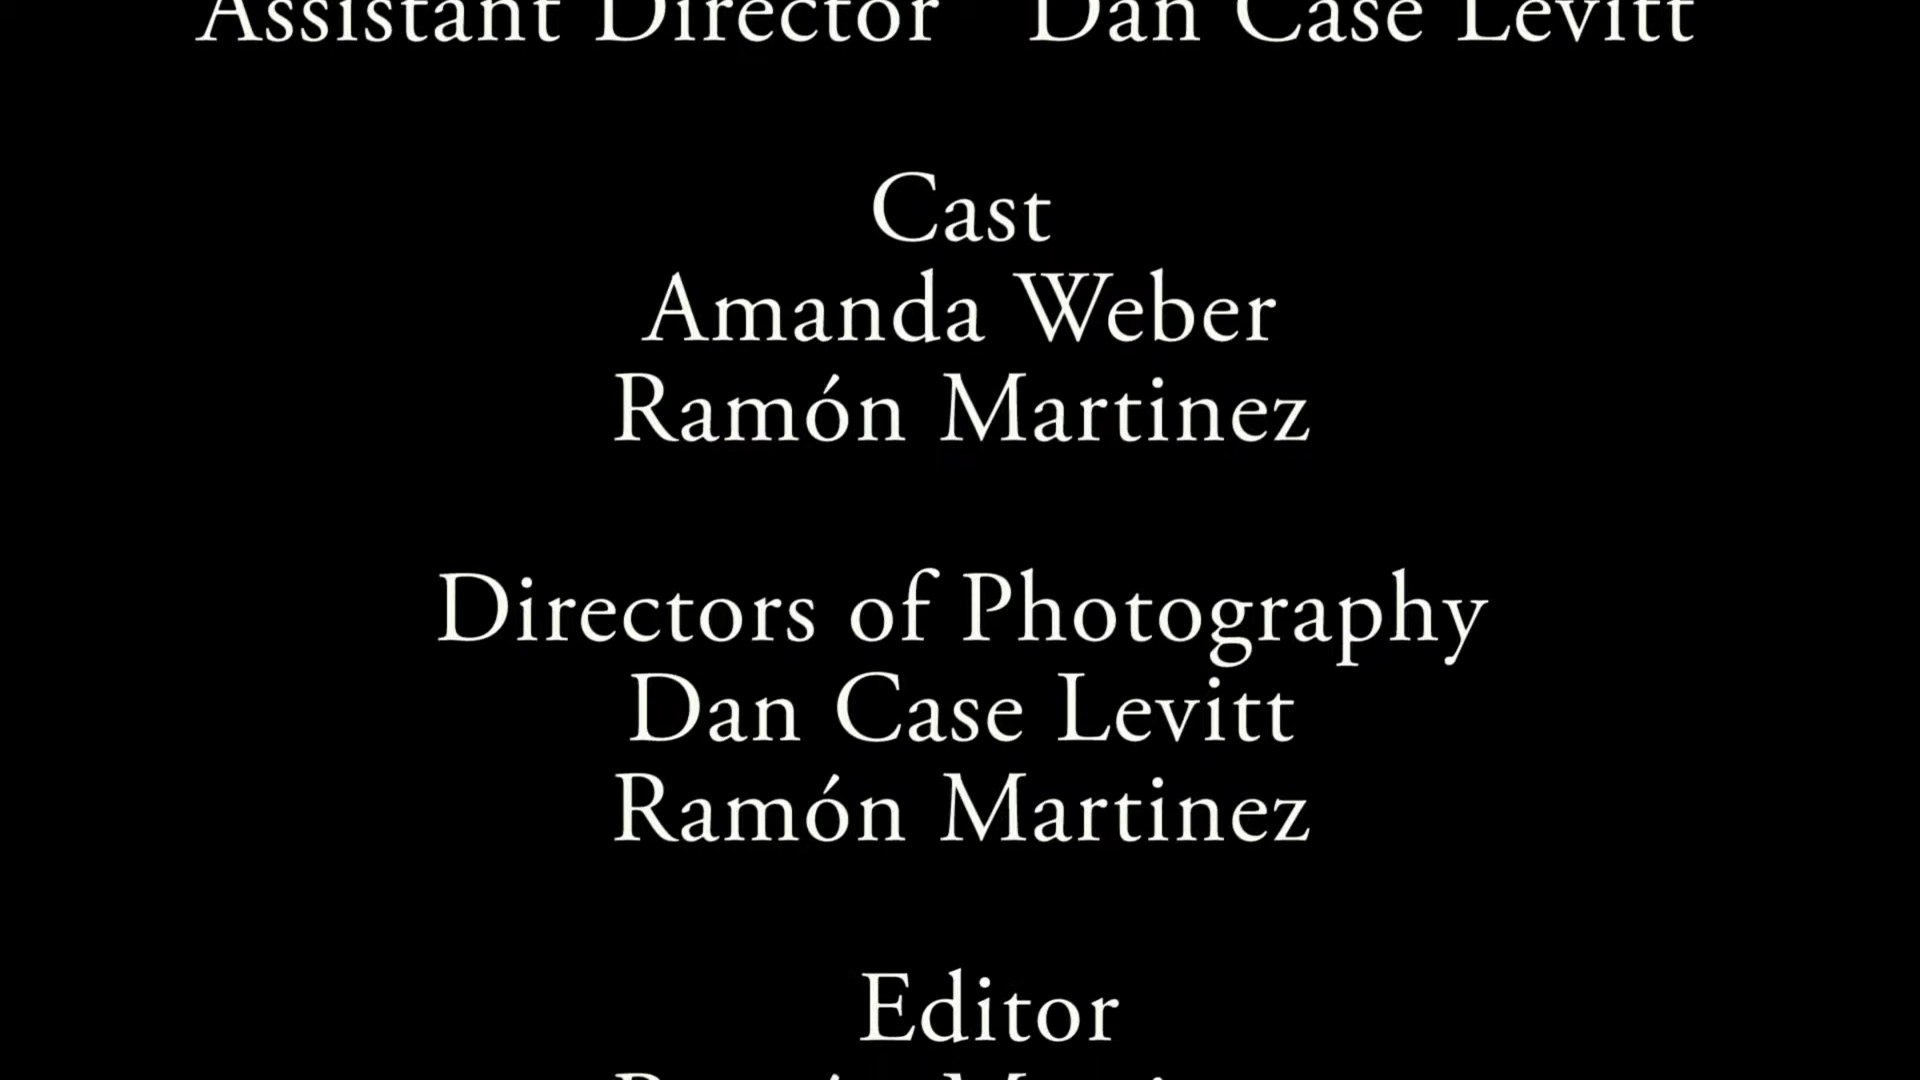 Assistant Director Dan Case Levitt
Cast
Amanda Weber
Ramón Martinez
Directors of Photography
Dan Case Levitt
Ramón Martinez
Editor